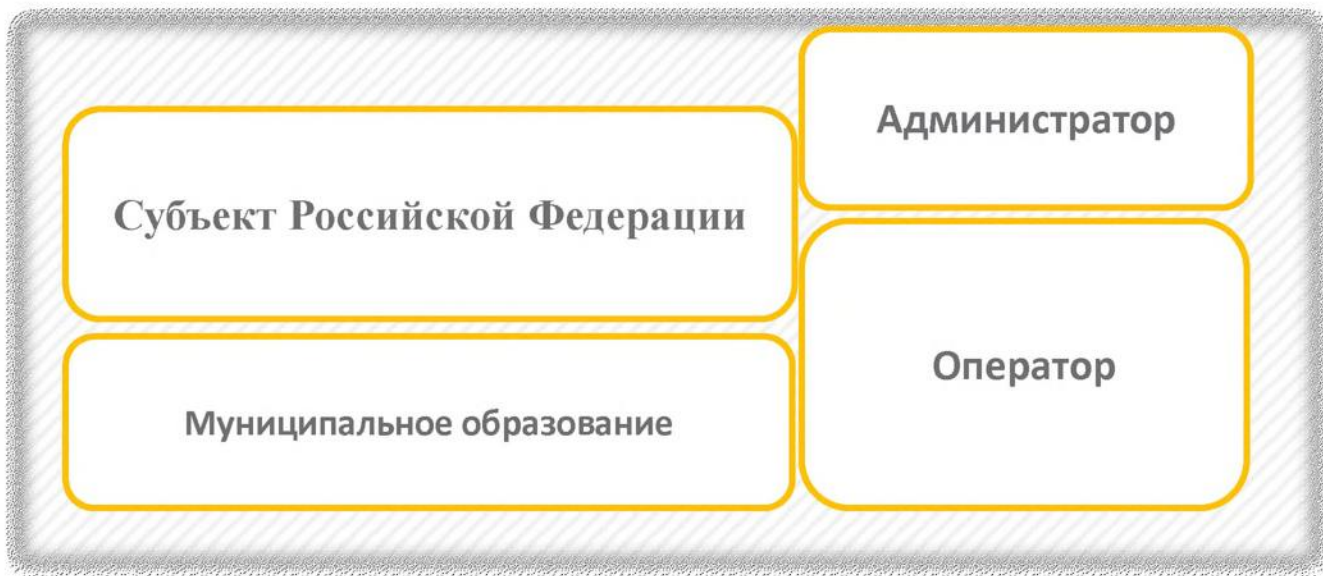 Администратор
Субъект Российской Федерации
Оператор
Муниципальное образование